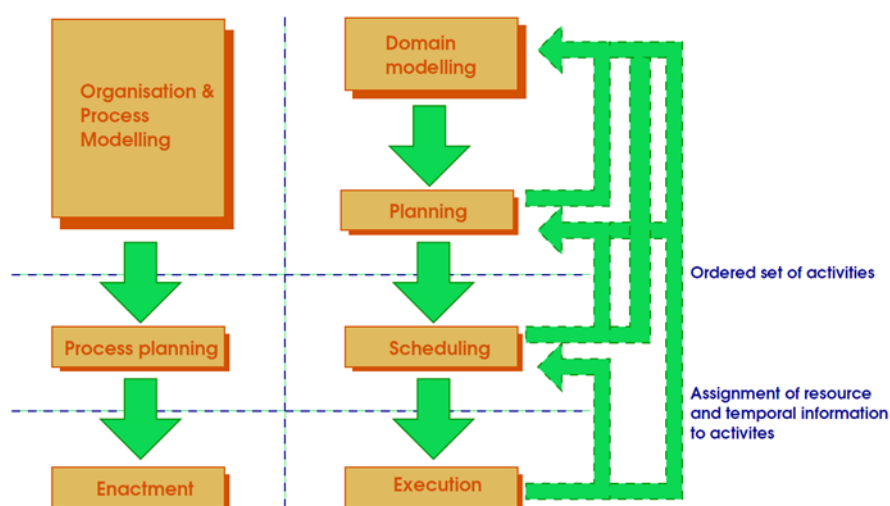 Organisation &
Process
Modelling
Domain
modelling
Planning
Ordered set of activities
Process planning
Scheduling
Assignment of resource
and temporal information
to activites
Enactment
Execution